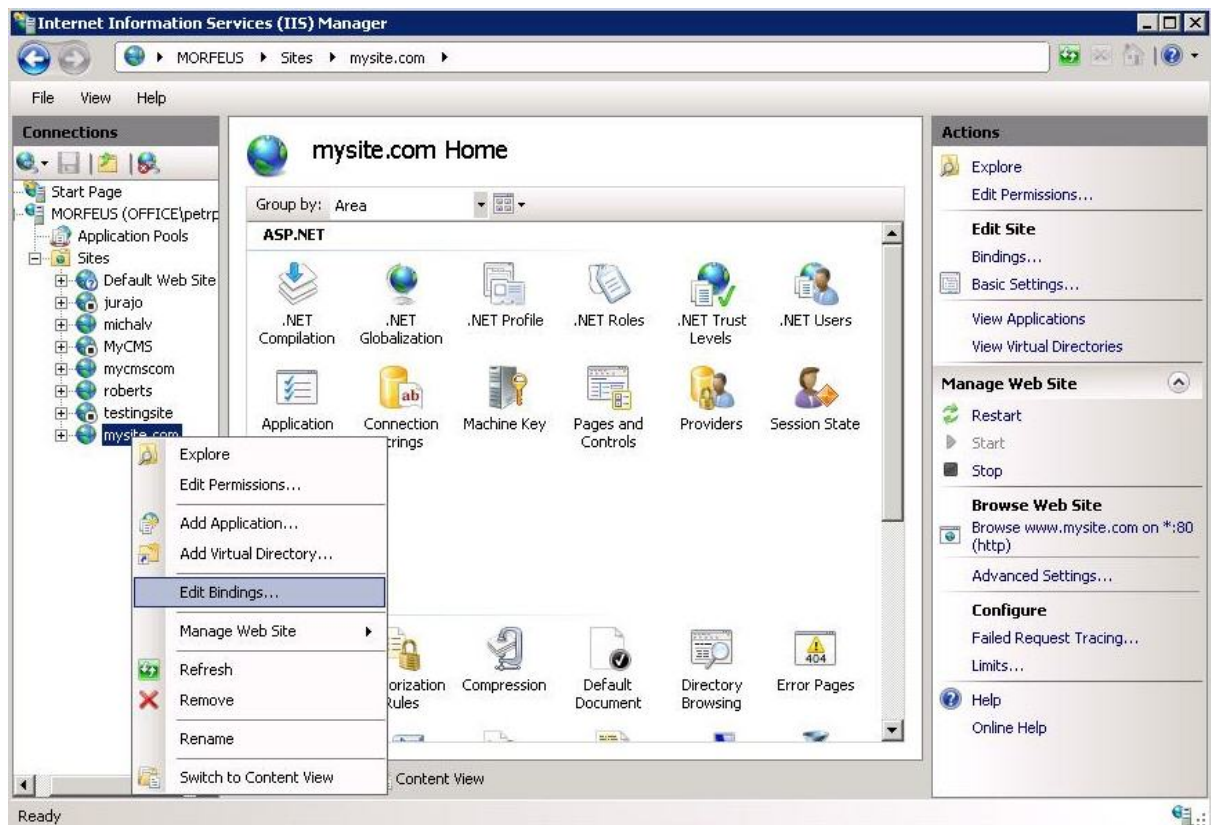 Internet Information Services (IIS) Manager
MORFEUS Sites mysite.com
File View Help
Connections
Start Page
MORFEUS (OFFICE\petrp
Application Pools
Sites
Default Web Site
jurajo
michalv
MyCMS
mycmscom
roberts
testingsite
mysite.com
Explore
Edit Permissions...
Add Application...
Add Virtual Directory...
Edit Bindings...
Manage Web Site
Refresh
Remove
Rename
Switch to Content View
mysite.com Home
Group by: Area
ASP.NET
.NET Compilation
.NET Globalization
.NET Profile
.NET Roles
.NET Trust Levels
.NET Users
Application
Connection
Machine Key
Pages and Controls
Providers
Session State
Compression
Default Document
Directory Browsing
404
Error Pages
Content View
Actions
Explore
Edit Permissions...
Edit Site
Bindings...
Basic Settings...
View Applications
View Virtual Directories
Manage Web Site
Restart
Start
Stop
Browse Web Site
Browse www.mysite.com on *:80
(http)
Advanced Settings...
Configure
Failed Request Tracing...
Limits...
Help
Online Help
Ready